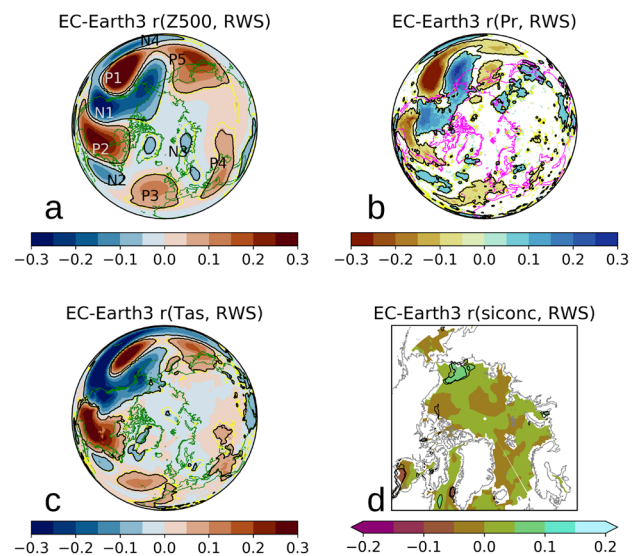 EC-Earth3 r(Z500, RWS)
N4
P5
P1
N1
P2
N3
N2
P4
P3
a
−0.3 −0.2 −0.1 0.0 0.1 0.2 0.3
EC-Earth3 r(Pr, RWS)
b
−0.3 −0.2 −0.1 0.0 0.1 0.2 0.3
EC-Earth3 r(Tas, RWS)
c
−0.3 −0.2 −0.1 0.0 0.1 0.2 0.3
EC-Earth3 r(siconc, RWS)
d
−0.2 −0.1 0.0 0.1 0.2